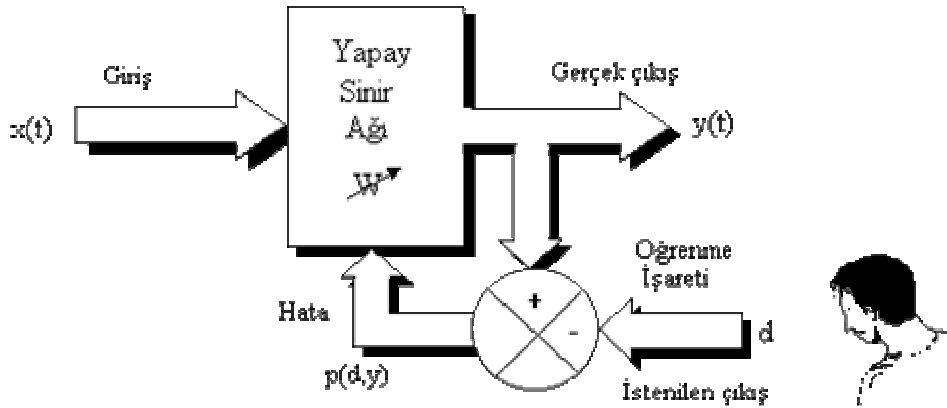 Yapay
Sinir
Ağı
W
Giriş
x(t)
Gerçek çıkış
y(t)
Öğrenme
İşareti
+
-
d
Hata
p(d,y)
İstenilen çıkış